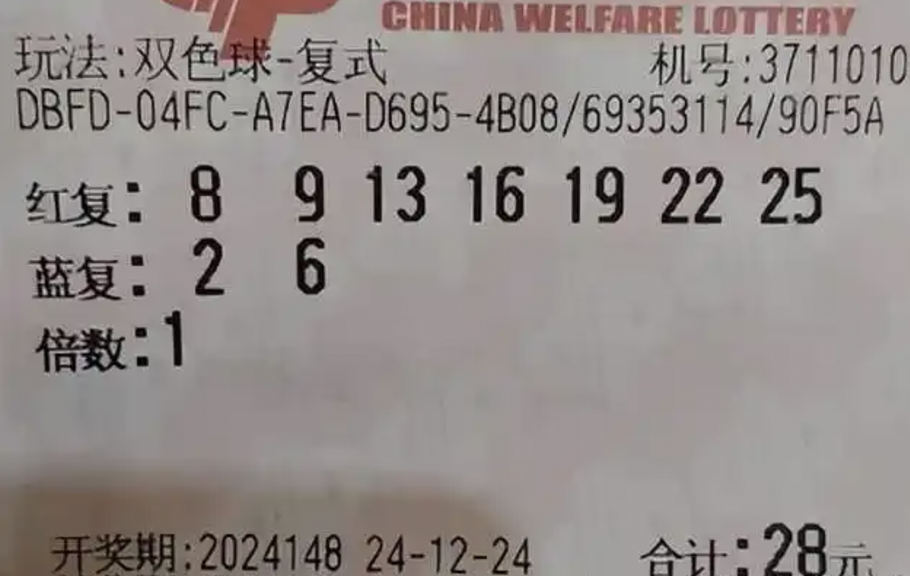 CHINA WELFARE LOTTERY
玩法:双色球-复式 机号:3711010
DBFD-04FC-A7EA-D695-4B08/69353114/90F5A
红复: 8 9 13 16 19 22 25
蓝复: 2 6
倍数:1
开奖期:2024148 24-12-24 合计:28元